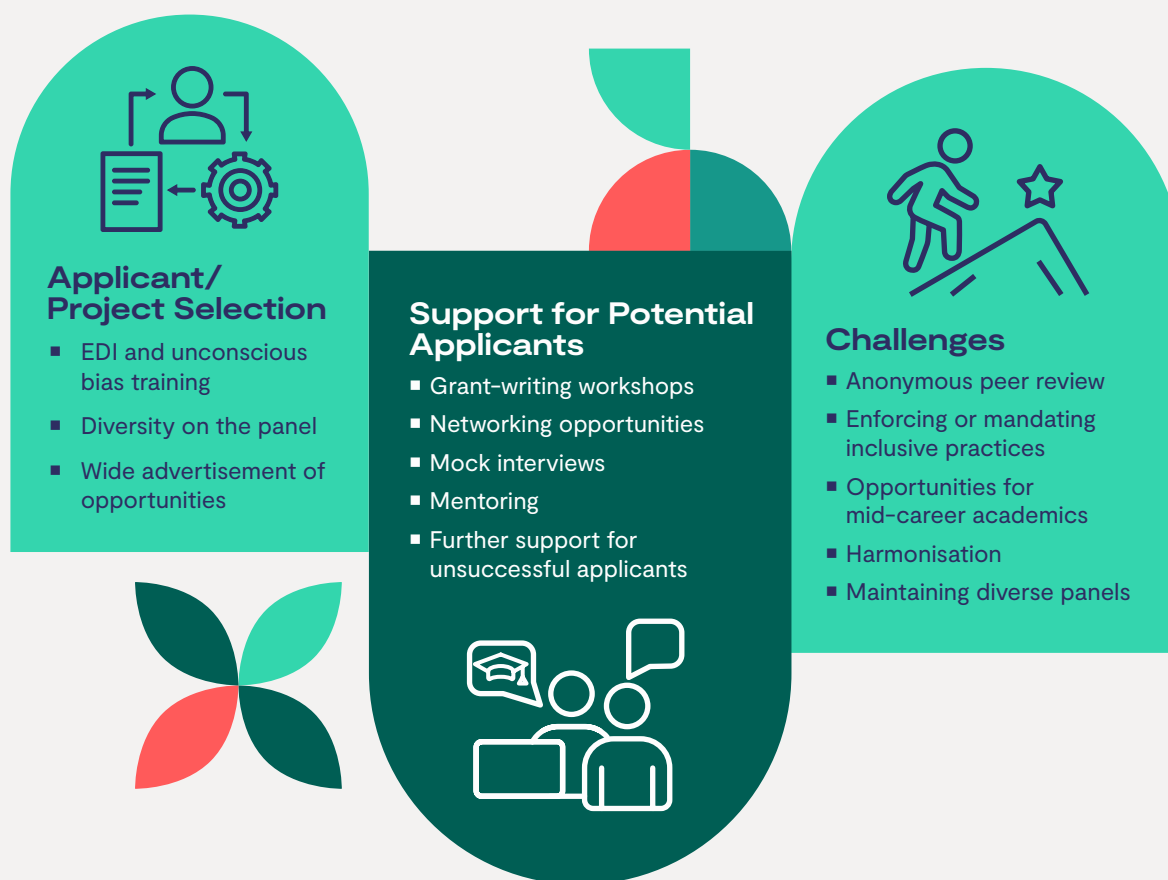 Applicant/
Project Selection
▪ EDI and unconscious
bias training
▪ Diversity on the panel
▪ Wide advertisement of
opportunities
Support for Potential
Applicants
▪ Grant-writing workshops
▪ Networking opportunities
▪ Mock interviews
▪ Mentoring
▪ Further support for
unsuccessful applicants
Challenges
▪ Anonymous peer review
▪ Enforcing or mandating
inclusive practices
▪ Opportunities for
mid-career academics
▪ Harmonisation
▪ Maintaining diverse panels